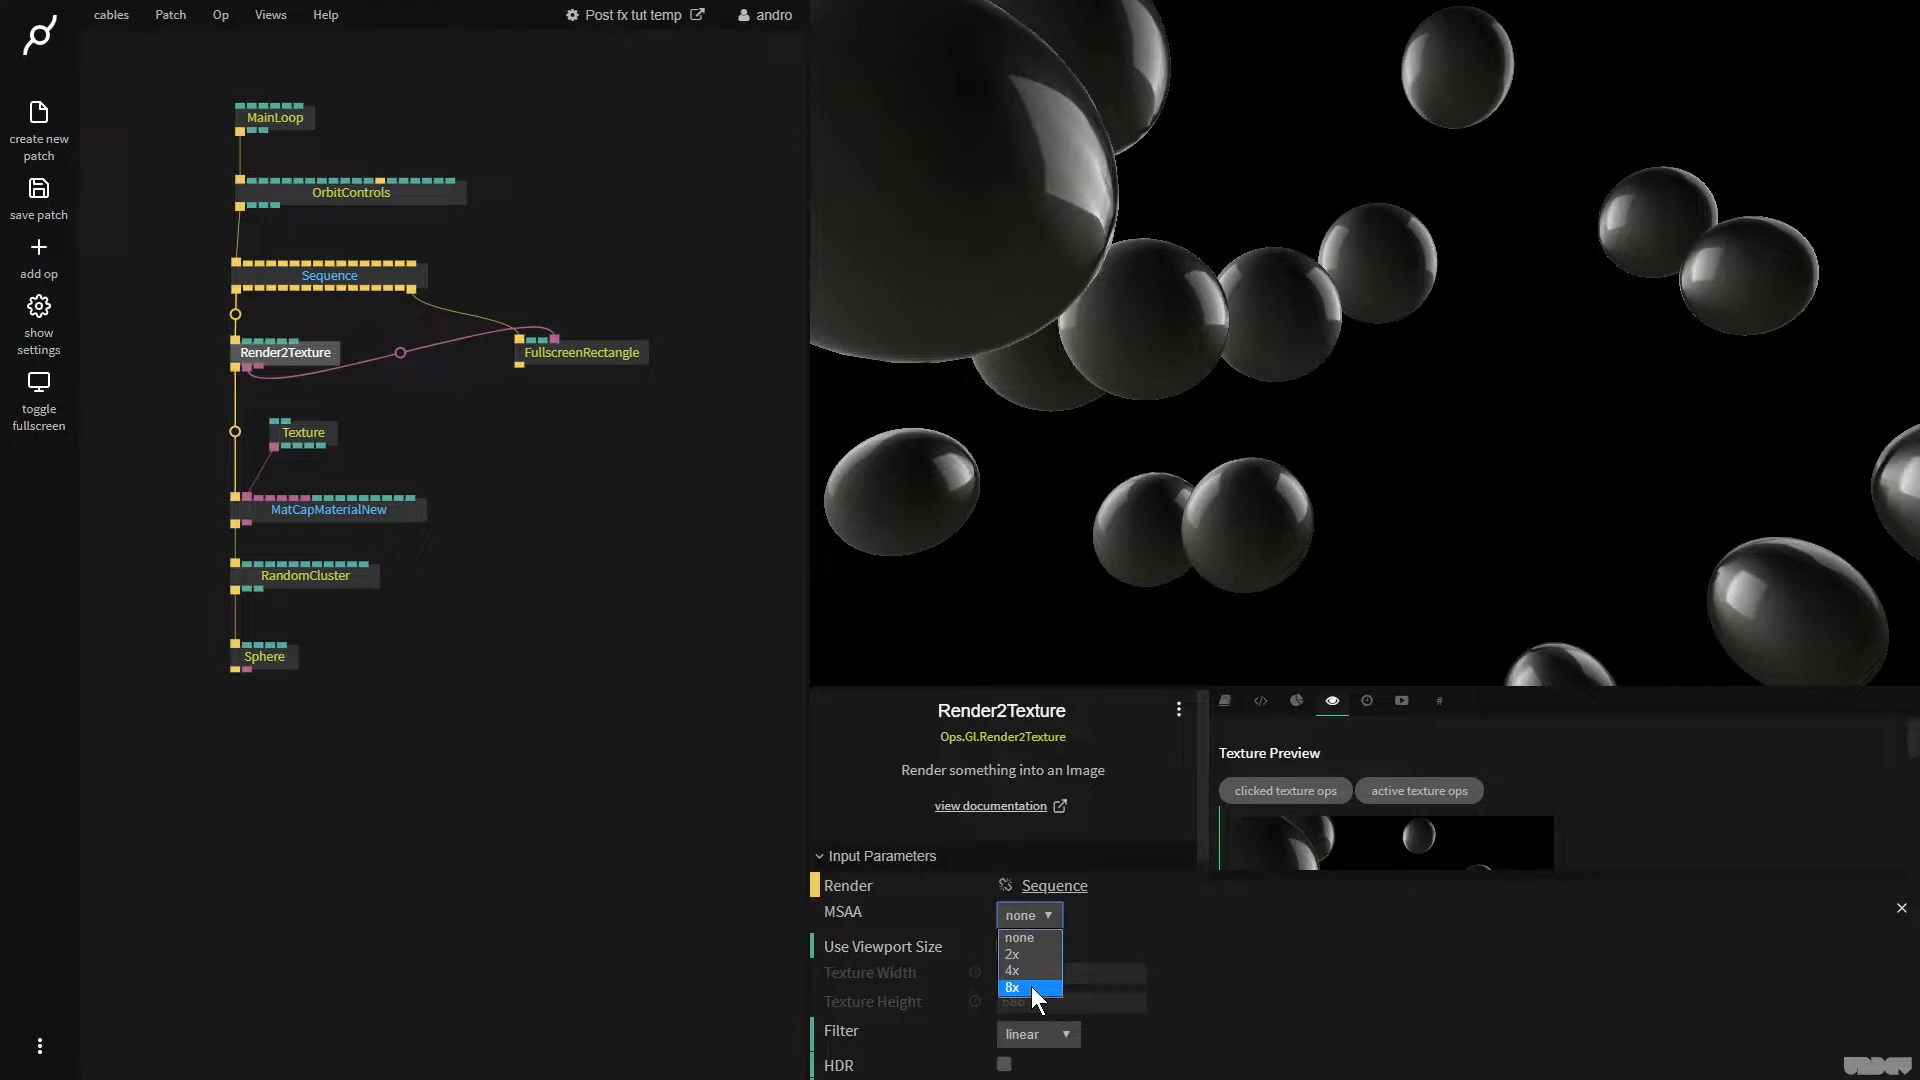 cables
Patch
Op
Views
Help
Post fx tut temp
andro
create new
patch
save patch
add op
show
settings
toggle
fullscreen
MainLoop
OrbitControls
Sequence
Render2Texture
FullscreenRectangle
Texture
MatCapMaterialNew
RandomCluster
Sphere
Render2Texture
Ops.Gl.Render2Texture
Render something into an Image
view documentation
Input Parameters
Render
Sequence
MSAA
none
none
2x
4x
8x
Use Viewport Size
Texture Width
Texture Height
686
Filter
linear
HDR
#
Texture Preview
clicked texture ops
active texture ops